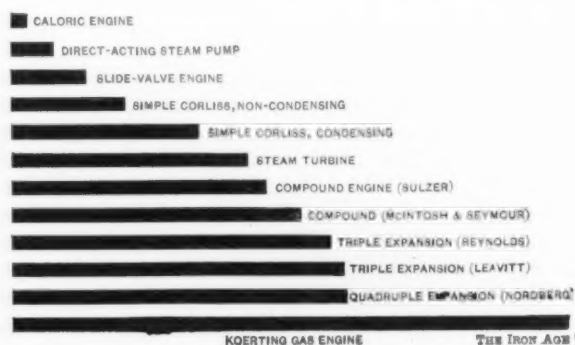 CALORIC ENGINE
DIRECT-ACTING STEAM PUMP
SLIDE-VALVE ENGINE
SIMPLE CORLISS, NON-CONDENSING
SIMPLE CORLISS, CONDENSING
STEAM TURBINE
COMPOUND ENGINE (SULZER)
COMPOUND (MCINTOSH & SEYMOUR)
TRIPLE EXPANSION (REYNOLDS)
TRIPLE EXPANSION (LEAVITT)
QUADRUPLE EXPANSION (NORDBERG)
KOERTING GAS ENGINE THE IRON AGE